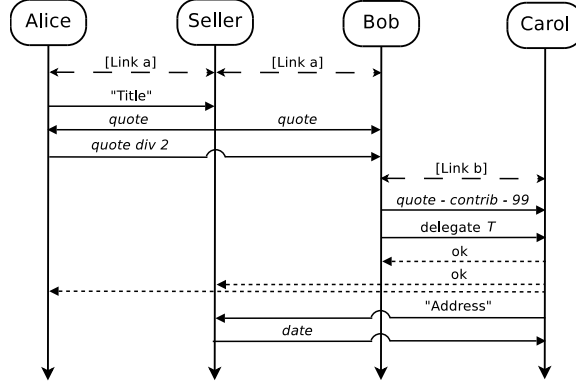 Alice
Seller
Bob
Carol
[Link a]
[Link a]
"Title"
quote
quote
quote div 2
[Link b]
quote - contrib - 99
delegate T
ok
ok
"Address"
date